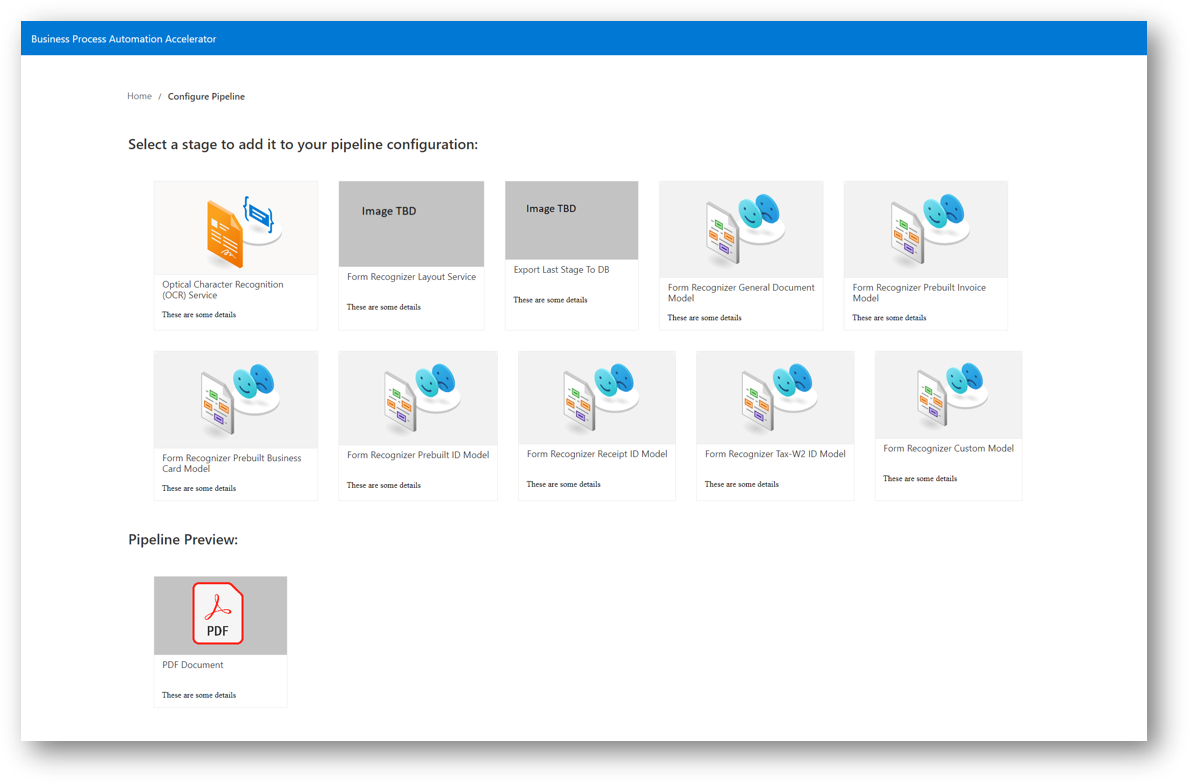 Business Process Automation Accelerator
Home / Configure Pipeline
Select a stage to add it to your pipeline configuration:
Optical Character Recognition
(OCR) Service
These are some details
Image TBD
Form Recognizer Layout Service
These are some details
Image TBD
Export Last Stage To DB
These are some details
Form Recognizer General Document
Model
These are some details
Form Recognizer Prebuilt Invoice
Model
These are some details
Form Recognizer Prebuilt Business
Card Model
These are some details
Form Recognizer Prebuilt ID Model
These are some details
Form Recognizer Receipt ID Model
These are some details
Form Recognizer Tax-W2 ID Model
These are some details
Form Recognizer Custom Model
These are some details
Pipeline Preview:
PDF
PDF Document
These are some details